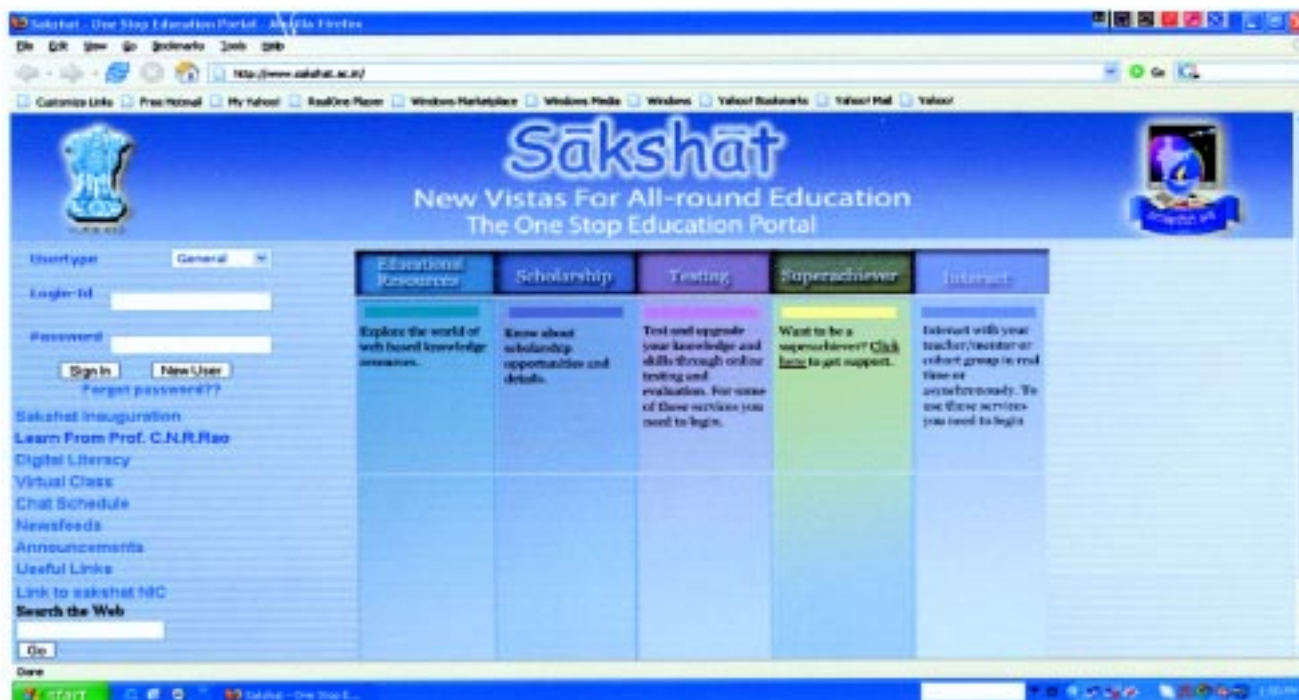 Sakshat - One Stop Education Portal - Mozilla Firefox
File Edit View Go Bookmarks Tools Help
http://www.sakshat.ac.in/
Go
Customize Links Free Hotmail My Yahoo! RealOne Player Windows Marketplace Windows Media Windows Yahoo! Bookmarks Yahoo! Mail Yahoo!
Sākshāt
New Vistas For All-round Education
The One Stop Education Portal
Usertype General
Login-Id
Password
Sign In New User
Forgot password??
Sakshat Inauguration
Learn From Prof. C.N.R.Rao
Digital Literacy
Virtual Class
Chat Schedule
Newsfeeds
Announcements
Useful Links
Link to sakshat NIC
Search the Web
Go
Educational
Resources
Explore the world of
web based knowledge
resources.
Scholarship
Know about
scholarship
opportunities and
details.
Testing
Test and upgrade
your knowledge and
skills through online
testing and
evaluation. For some
of these services you
need to login.
Superachiever
Want to be a
superachiever? Click
here to get support.
Interact
Interact with your
teacher/mentor or
cohort group in real
time or
asynchronously. To
use these services
you need to login
Done
start
Sakshat - One Stop E...